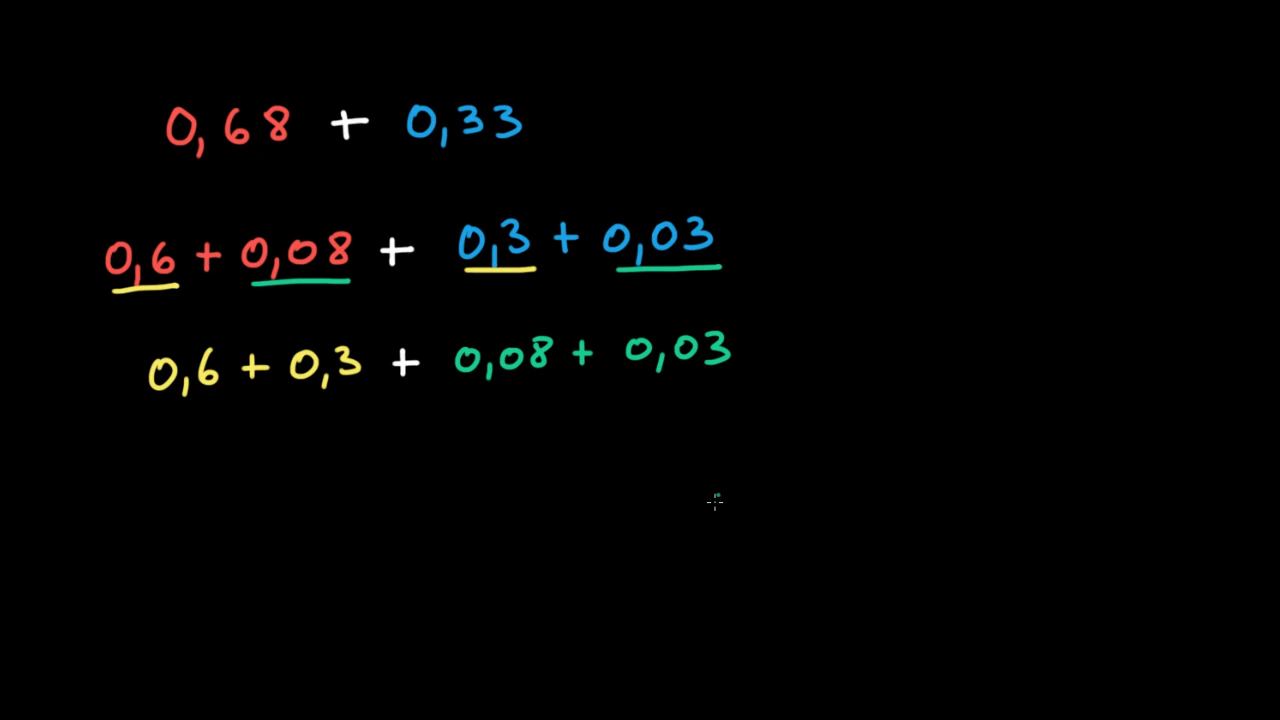 0,68 + 0,33
0,6 + 0,08 + 0,3 + 0,03
0,6 + 0,3 + 0,08 + 0,03